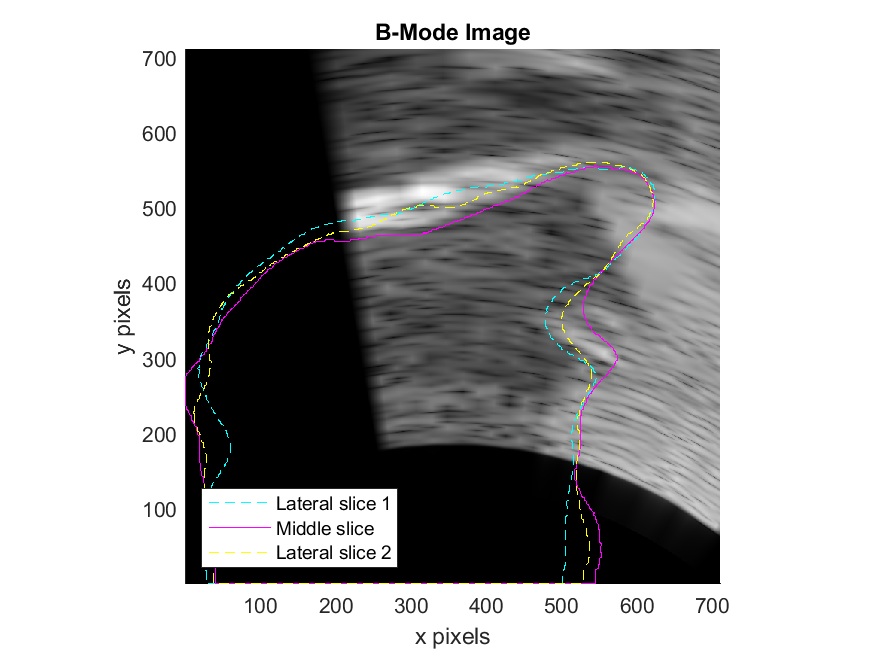 B-Mode Image
y pixels
700
600
500
400
300
200
100
Lateral slice 1
Middle slice
Lateral slice 2
100 200 300 400 500 600 700
x pixels